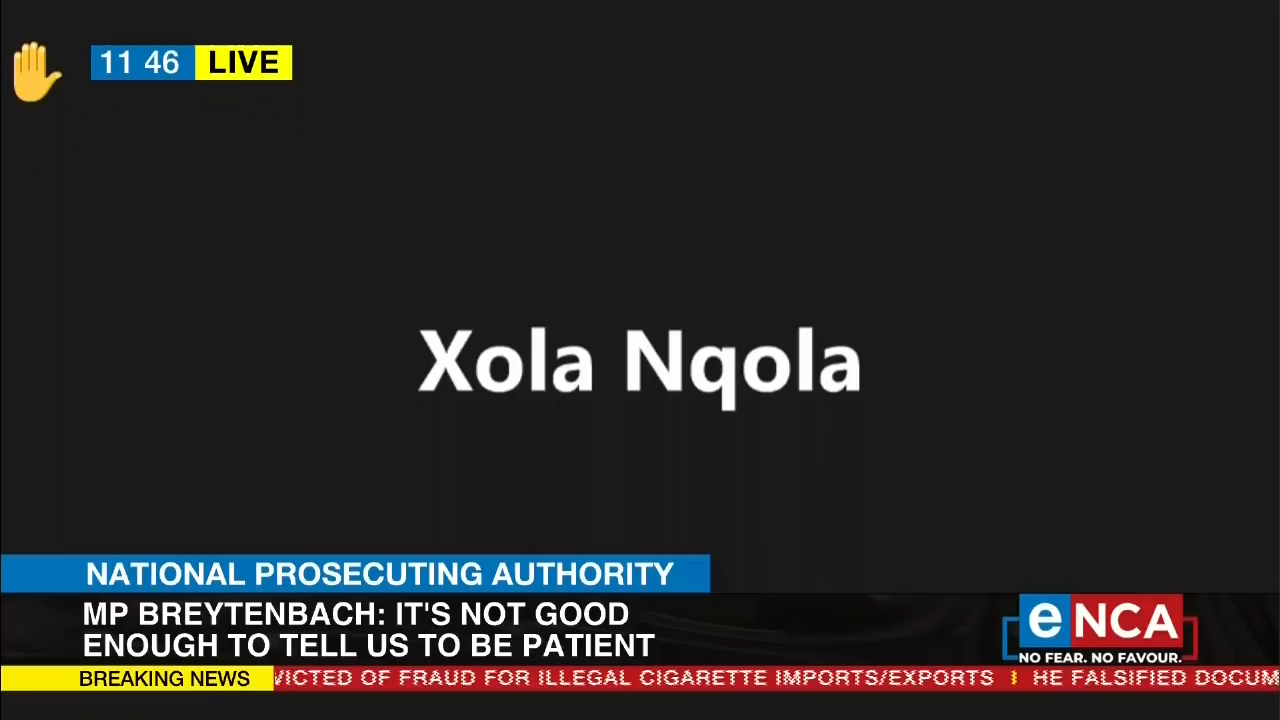 11 46 LIVE
Xola Nqola
NATIONAL PROSECUTING AUTHORITY
MP BREYTENBACH: IT'S NOT GOOD
ENOUGH TO TELL US TO BE PATIENT
eNCA
NO FEAR. NO FAVOUR.
BREAKING NEWS
OF FRAUD FOR ILLEGAL CIGARETTE IMPORTS/EXPORTS HE FALSIFIED